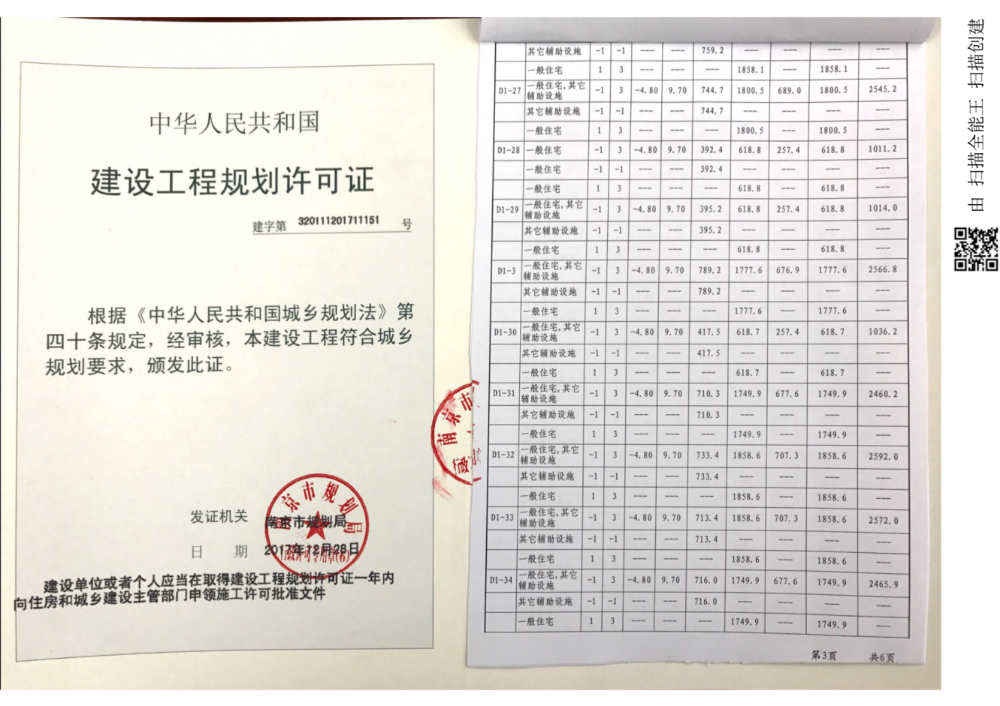 中华人民共和国
建设工程规划许可证
建字第 320111201711151 号
根据《中华人民共和国城乡规划法》第
四十条规定，经审核，本建设工程符合城乡
规划要求，颁发此证。
发证机关 南京市规划局
日 期 2017年12月28日
建设单位或者个人应当在取得建设工程规划许可证一年内
向住房和城乡建设主管部门申领施工许可批准文件
南京市规划局
南京市
其它辅助设施 -1 -1 --- --- 759.2 --- --- --- ---
一般住宅 1 3 --- --- --- 1858.1 --- 1858.1 ---
D1-27 一般住宅,其它辅助设施 -1 3 -4.80 9.70 744.7 1800.5 689.0 1800.5 2545.2
其它辅助设施 -1 -1 --- --- 744.7 --- --- --- ---
一般住宅 1 3 --- --- --- 1800.5 --- 1800.5 ---
D1-28 一般住宅 -1 3 -4.80 9.70 392.4 618.8 257.4 618.8 1011.2
一般住宅 -1 -1 --- --- 392.4 --- --- --- ---
一般住宅 1 3 --- --- --- 618.8 --- 618.8 ---
D1-29 一般住宅,其它辅助设施 -1 3 -4.80 9.70 395.2 618.8 257.4 618.8 1014.0
其它辅助设施 -1 -1 --- --- 395.2 --- --- --- ---
一般住宅 1 3 --- --- --- 618.8 --- 618.8 ---
D1-3 一般住宅,其它辅助设施 -1 3 -4.80 9.70 789.2 1777.6 676.9 1777.6 2566.8
其它辅助设施 -1 -1 --- --- 789.2 --- --- --- ---
一般住宅 1 3 --- --- --- 1777.6 --- 1777.6 ---
D1-30 一般住宅,其它辅助设施 -1 3 -4.80 9.70 417.5 618.7 257.4 618.7 1036.2
其它辅助设施 -1 -1 --- --- 417.5 --- --- --- ---
一般住宅 1 3 --- --- --- 618.7 --- 618.7 ---
D1-31 一般住宅,其它辅助设施 -1 3 -4.80 9.70 710.3 1749.9 677.6 1749.9 2460.2
其它辅助设施 -1 -1 --- --- 710.3 --- --- --- ---
一般住宅 1 3 --- --- --- 1749.9 --- 1749.9 ---
D1-32 一般住宅,其它辅助设施 -1 3 -4.80 9.70 733.4 1858.6 707.3 1858.6 2592.0
其它辅助设施 -1 -1 --- --- 733.4 --- --- --- ---
一般住宅 1 3 --- --- --- 1858.6 --- 1858.6 ---
D1-33 一般住宅,其它辅助设施 -1 3 -4.80 9.70 713.4 1858.6 707.3 1858.6 2572.0
其它辅助设施 -1 -1 --- --- 713.4 --- --- --- ---
一般住宅 1 3 --- --- --- 1858.6 --- 1858.6 ---
D1-34 一般住宅,其它辅助设施 -1 3 -4.80 9.70 716.0 1749.9 677.6 1749.9 2465.9
其它辅助设施 -1 -1 --- --- 716.0 --- --- --- ---
一般住宅 1 3 --- --- --- 1749.9 --- 1749.9 ---
第3页 共6页
由 扫描全能王 扫描创建